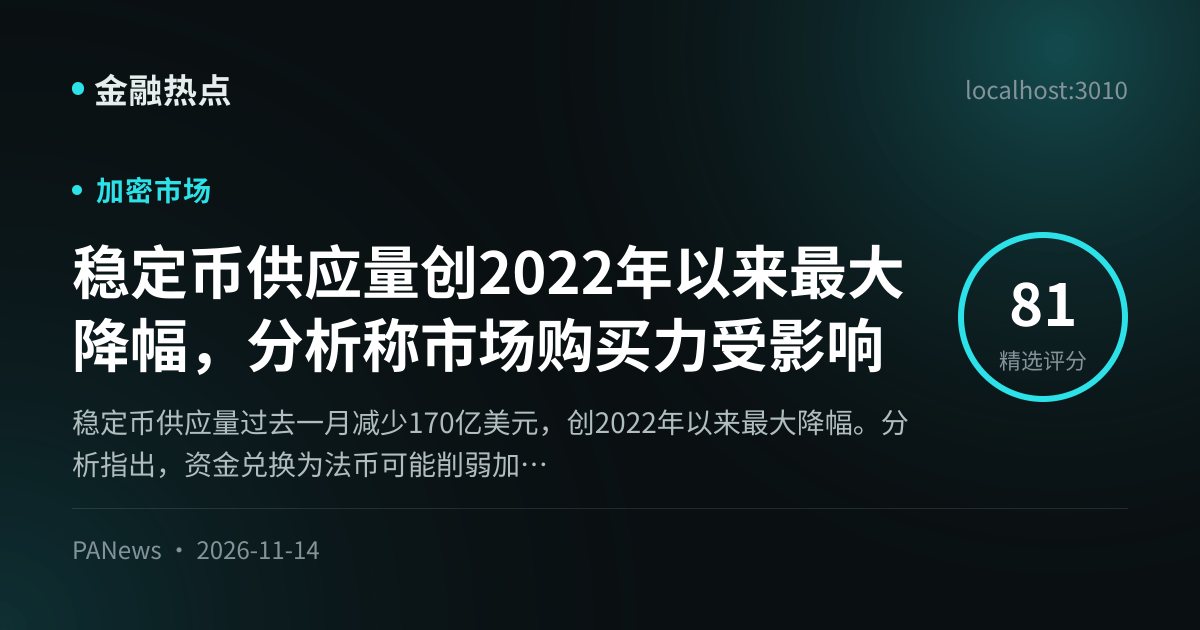 金融热点
localhost:3010
加密市场
稳定币供应量创2022年以来最大
降幅，分析称市场购买力受影响
81
精选评分
稳定币供应量过去一月减少170亿美元，创2022年以来最大降幅。分
析指出，资金兑换为法币可能削弱加…
PANews • 2026-11-14